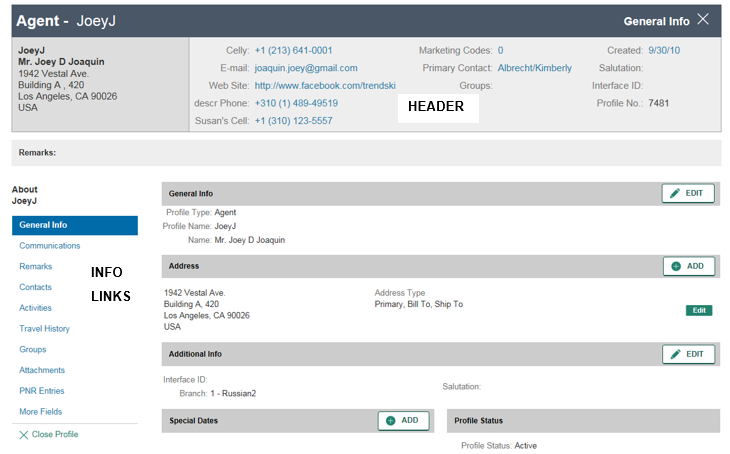 Agent - JoeyJ
General Info
JoeyJ
Mr. Joey D Joaquin
1942 Vestal Ave.
Building A , 420
Los Angeles, CA 90026
USA
Celly: +1 (213) 641-0001
E-mail: joaquin.joey@gmail.com
Web Site: http://www.facebook.com/trendski
descr Phone: +310 (1) 489-49519
Susan's Cell: +1 (310) 123-5557
Marketing Codes: 0
Primary Contact: Albrecht/Kimberly
Groups:
HEADER
Created: 9/30/10
Salutation:
Interface ID:
Profile No.: 7481
Remarks:
About
JoeyJ
General Info
Communications
Remarks
Contacts
Activities
Travel History
Groups
Attachments
PNR Entries
More Fields
Close Profile
INFO
LINKS
General Info
EDIT
Profile Type: Agent
Profile Name: JoeyJ
Name: Mr. Joey D Joaquin
Address
ADD
1942 Vestal Ave.
Building A, 420
Los Angeles, CA 90026
USA
Address Type
Primary, Bill To, Ship To
Edit
Additional Info
EDIT
Interface ID:
Branch: 1 - Russian2
Salutation:
Special Dates
ADD
Profile Status
Profile Status: Active